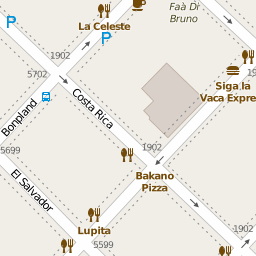 Faà Di
Bruno
La Celeste
P
1902
P
5702
Siga la
Vaca Expre
Bonpland
Costa Rica
1902
5699
Bakano
Pizza
El Salvador
1902
Lupita
5599